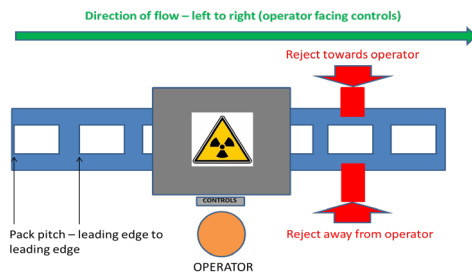 Direction of flow – left to right (operator facing controls)
Reject towards operator
CONTROLS
Pack pitch – leading edge to
leading edge
Reject away from operator
OPERATOR